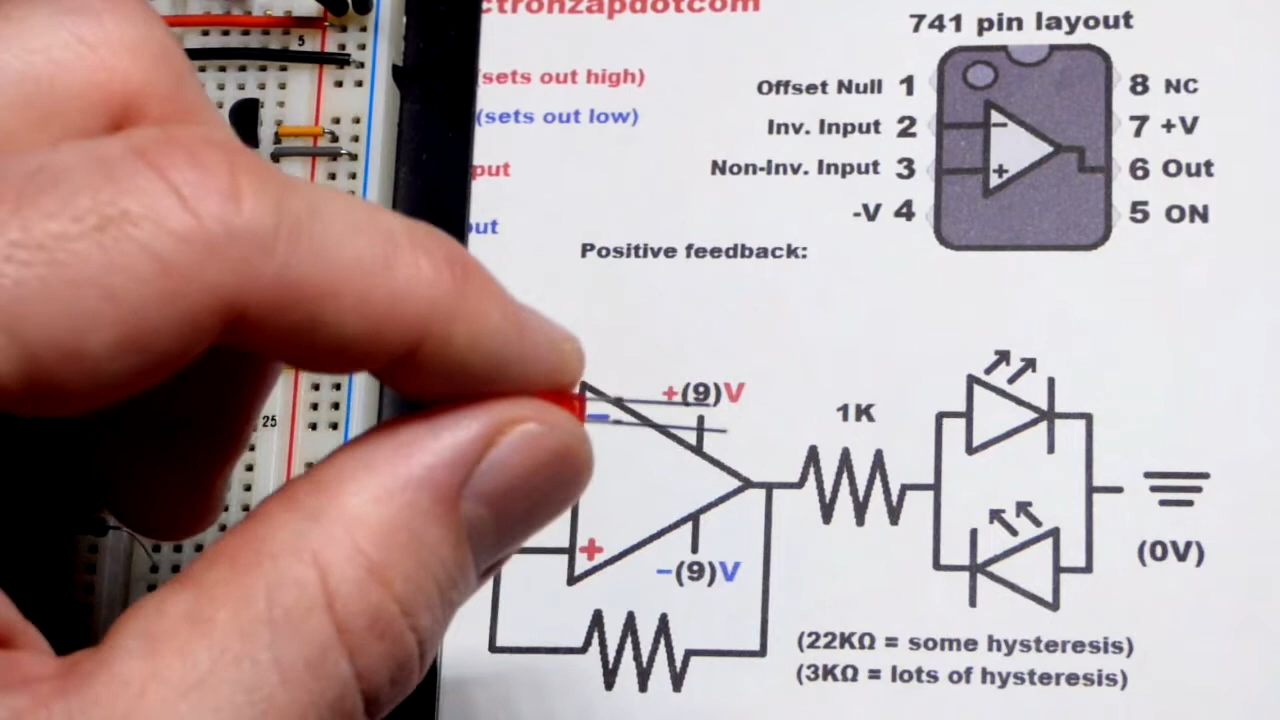 ctronzapdotcom
741 pin layout
(sets out high)
(sets out low)
put
out
Offset Null 1
Inv. Input 2
Non-Inv. Input 3
-V 4
8 NC
7 +V
6 Out
5 ON
−
+
Positive feedback:
+(9)V
−
+
−(9)V
1K
(0V)
(22KΩ = some hysteresis)
(3KΩ = lots of hysteresis)
5
25